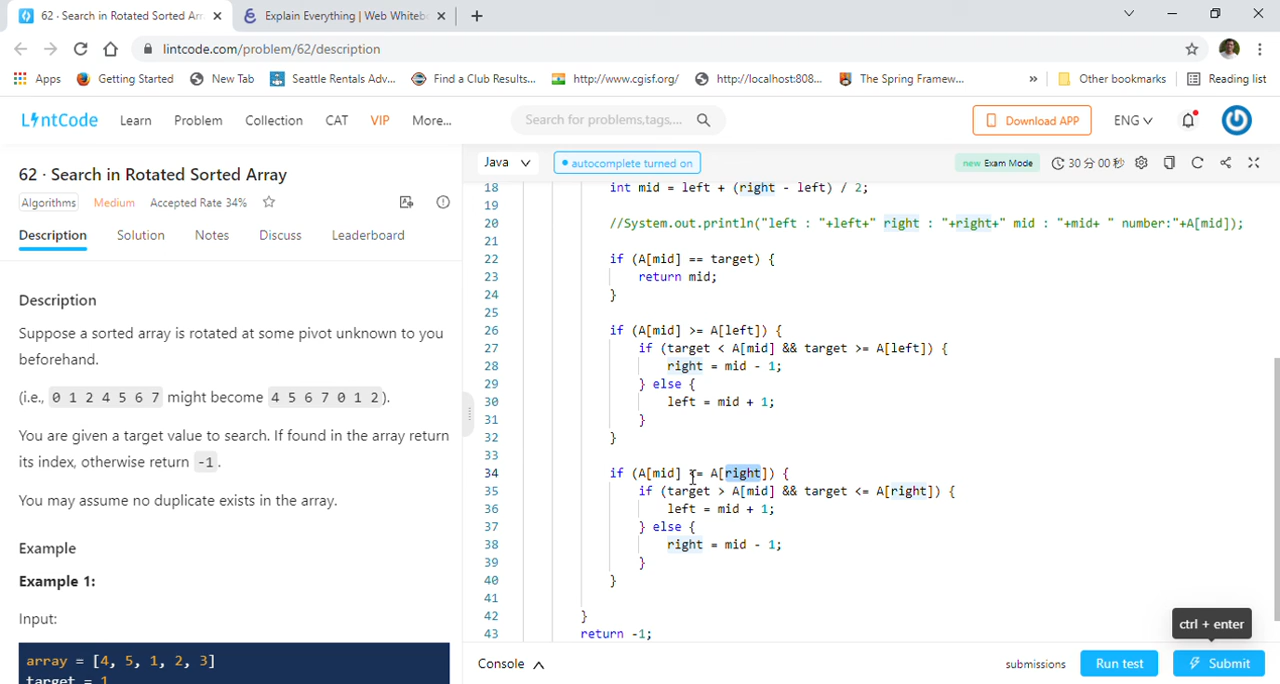 62 · Search in Rotated Sorted Arr
Explain Everything | Web Whitebo
lintcode.com/problem/62/description
Apps
Getting Started
New Tab
Seattle Rentals Adv...
Find a Club Results...
http://www.cgisf.org/
http://localhost:808...
The Spring Framew...
»
Other bookmarks
Reading list
LintCode
Learn
Problem
Collection
CAT
VIP
More...
Search for problems,tags,...
Download APP
ENG
62 · Search in Rotated Sorted Array
Algorithms
Medium
Accepted Rate 34%
Description
Solution
Notes
Discuss
Leaderboard
Description
Suppose a sorted array is rotated at some pivot unknown to you
beforehand.
(i.e., 0 1 2 4 5 6 7 might become 4 5 6 7 0 1 2).
You are given a target value to search. If found in the array return
its index, otherwise return -1.
You may assume no duplicate exists in the array.
Example
Example 1:
Input:
array = [4, 5, 1, 2, 3]
target = 1
Java
autocomplete turned on
new Exam Mode
30 分 00 秒
18 int mid = left + (right - left) / 2;
19
20 //System.out.println("left : "+left+" right : "+right+" mid : "+mid+ " number:"+A[mid]);
21
22 if (A[mid] == target) {
23 return mid;
24 }
25
26 if (A[mid] >= A[left]) {
27 if (target < A[mid] && target >= A[left]) {
28 right = mid - 1;
29 } else {
30 left = mid + 1;
31 }
32 }
33
34 if (A[mid] <= A[right]) {
35 if (target > A[mid] && target <= A[right]) {
36 left = mid + 1;
37 } else {
38 right = mid - 1;
39 }
40 }
41
42 }
43 return -1;
ctrl + enter
Console
submissions
Run test
Submit